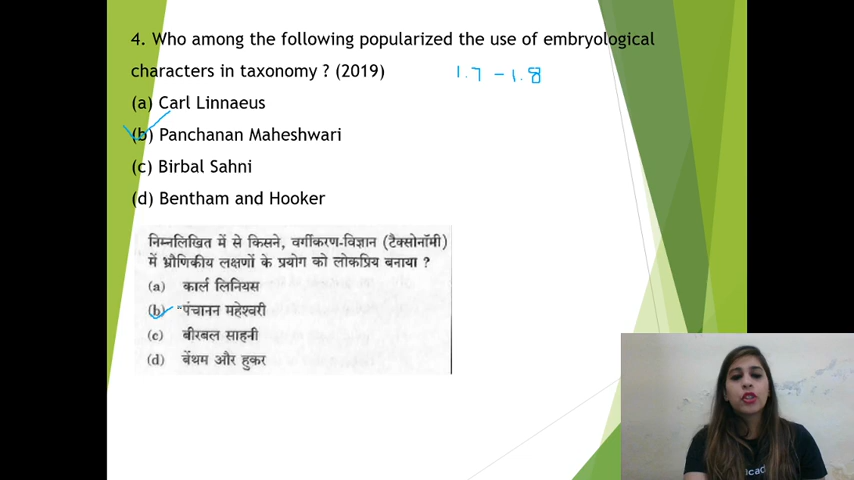 4. Who among the following popularized the use of embryological
characters in taxonomy ? (2019)
1.7 - 1.8
(a) Carl Linnaeus
(b) Panchanan Maheshwari
(c) Birbal Sahni
(d) Bentham and Hooker
निम्नलिखित में से किसने, वर्गीकरण-विज्ञान (टैक्सोनॉमी)
में भ्रौणिकीय लक्षणों के प्रयोग को लोकप्रिय बनाया ?
(a) कार्ल लिनियस
(b) पंचानन महेश्वरी
(c) बीरबल साहनी
(d) बेंथम और हुकर